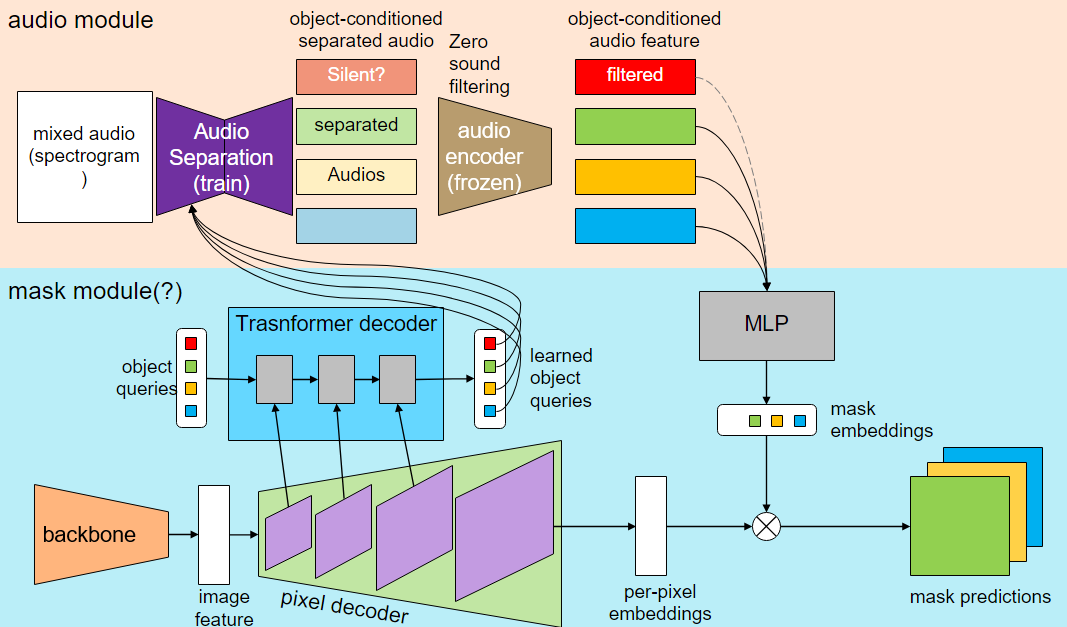 audio module
object-conditioned
separated audio
Zero
sound
filtering
object-conditioned
audio feature
mixed audio
(spectrogram
)
Audio
Separation
(train)
Silent?
separated
Audios
audio
encoder
(frozen)
filtered
mask module(?)
Trasnformer decoder
object
queries
learned
object
queries
MLP
mask
embeddings
backbone
image
feature
pixel decoder
per-pixel
embeddings
mask predictions